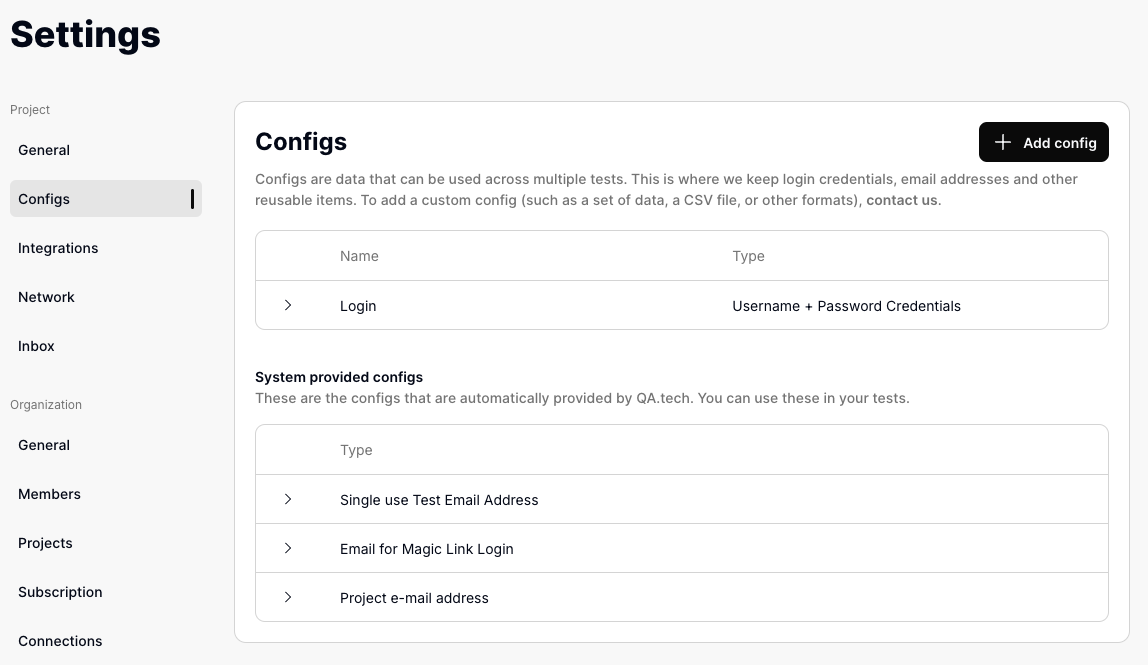 Settings
Project
General
Configs
Integrations
Network
Inbox
Organization
General
Members
Projects
Subscription
Connections
Configs
Add config
Configs are data that can be used across multiple tests. This is where we keep login credentials, email addresses and other
reusable items. To add a custom config (such as a set of data, a CSV file, or other formats), contact us.
Name Type
Login Username + Password Credentials
System provided configs
These are the configs that are automatically provided by QA.tech. You can use these in your tests.
Type
Single use Test Email Address
Email for Magic Link Login
Project e-mail address